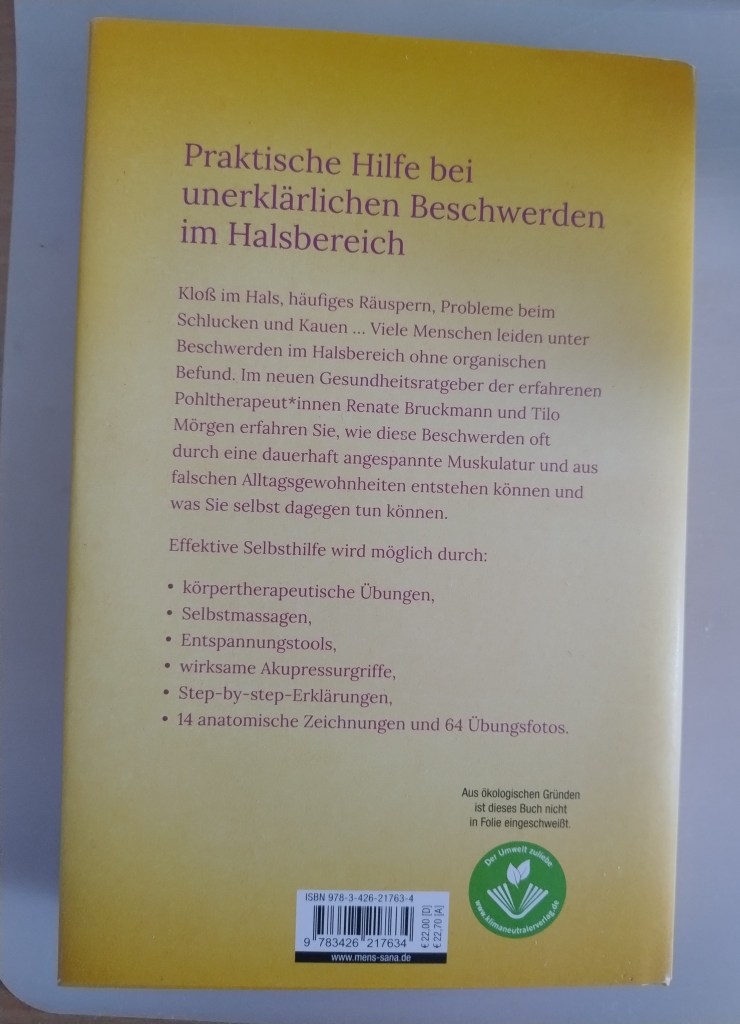 Praktische Hilfe bei
unerklärlichen Beschwerden
im Halsbereich
Kloß im Hals, häufiges Räuspern, Probleme beim
Schlucken und Kauen ... Viele Menschen leiden unter
Beschwerden im Halsbereich ohne organischen
Befund. Im neuen Gesundheitsratgeber der erfahrenen
Pohltherapeut*innen Renate Bruckmann und Tilo
Mörgen erfahren Sie, wie diese Beschwerden oft
durch eine dauerhaft angespannte Muskulatur und aus
falschen Alltagsgewohnheiten entstehen können und
was Sie selbst dagegen tun können.
Effektive Selbsthilfe wird möglich durch:
• körpertherapeutische Übungen,
• Selbstmassagen,
• Entspannungstools,
• wirksame Akupressurgriffe,
• Step-by-step-Erklärungen,
• 14 anatomische Zeichnungen und 64 Übungsfotos.
Aus ökologischen Gründen
ist dieses Buch nicht
in Folie eingeschweißt.
Der Umwelt zuliebe
www.klimaneutralerverlag.de
ISBN 978-3-426-21763-4
9 783426 217634
€ 22,00 [D]
€ 22,70 [A]
www.mens-sana.de